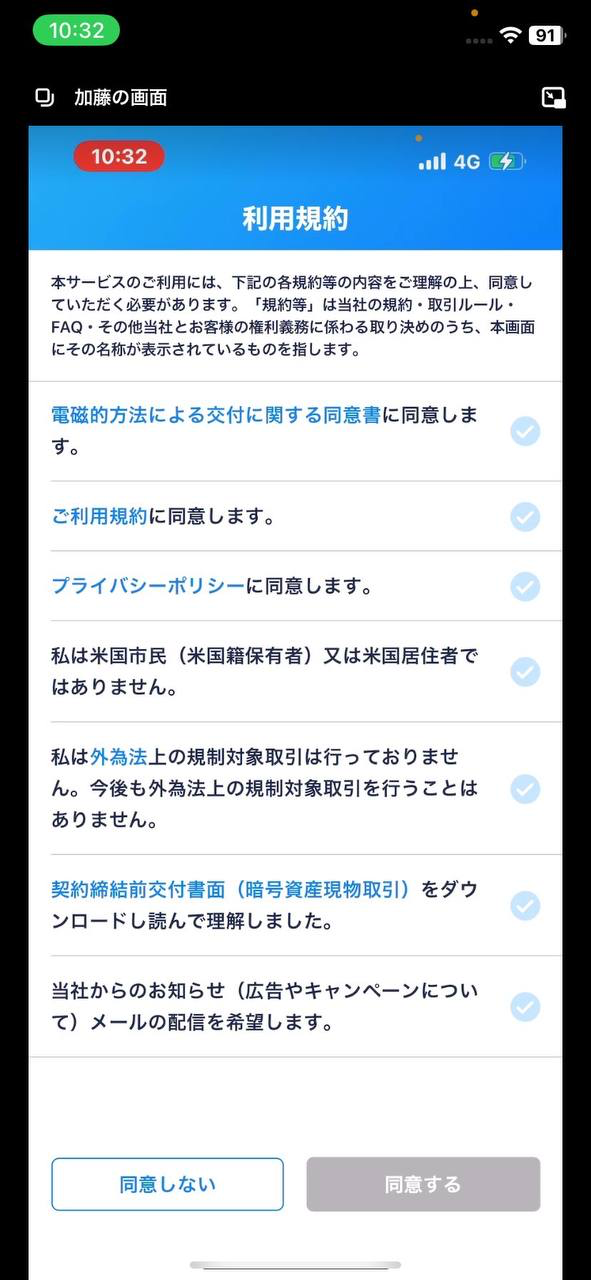 10:32
91
加藤の画面
10:32
4G
利用規約
本サービスのご利用には、下記の各規約等の内容をご理解の上、同意し
ていただく必要があります。「規約等」は当社の規約・取引ルール・
FAQ・その他当社とお客様の権利義務に係わる取り決めのうち、本画面
にその名称が表示されているものを指します。
電磁的方法による交付に関する同意書に同意しま
す。
ご利用規約に同意します。
プライバシーポリシーに同意します。
私は米国市民（米国籍保有者）又は米国居住者で
はありません。
私は外為法上の規制対象取引は行っておりませ
ん。今後も外為法上の規制対象取引を行うことは
ありません。
契約締結前交付書面（暗号資産現物取引）をダウ
ンロードし読んで理解しました。
当社からのお知らせ（広告やキャンペーンについ
て）メールの配信を希望します。
同意しない
同意する